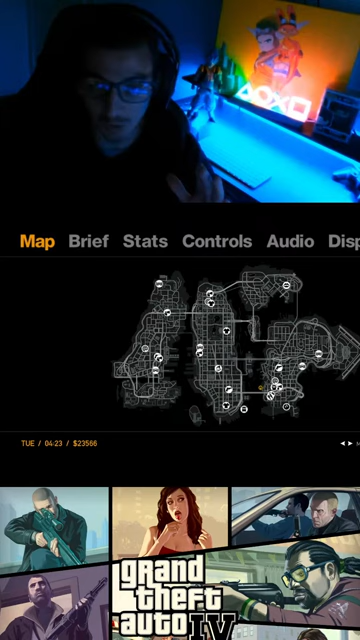 Map Brief Stats Controls Audio Disp
TUE / 04:23 / $23566
grand
theft
auto IV